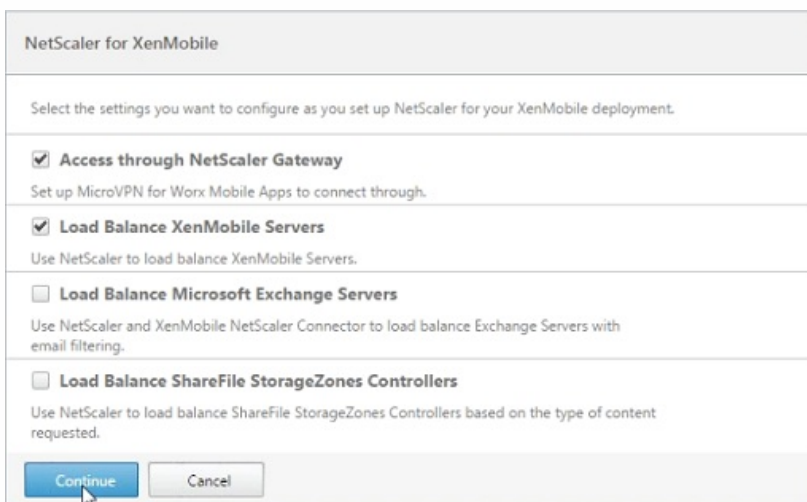 NetScaler for XenMobile
Select the settings you want to configure as you set up NetScaler for your XenMobile deployment.
Access through NetScaler Gateway
Set up MicroVPN for Worx Mobile Apps to connect through.
Load Balance XenMobile Servers
Use NetScaler to load balance XenMobile Servers.
Load Balance Microsoft Exchange Servers
Use NetScaler and XenMobile NetScaler Connector to load balance Exchange Servers with
email filtering.
Load Balance ShareFile StorageZones Controllers
Use NetScaler to load balance ShareFile StorageZones Controllers based on the type of content
requested.
Continue Cancel